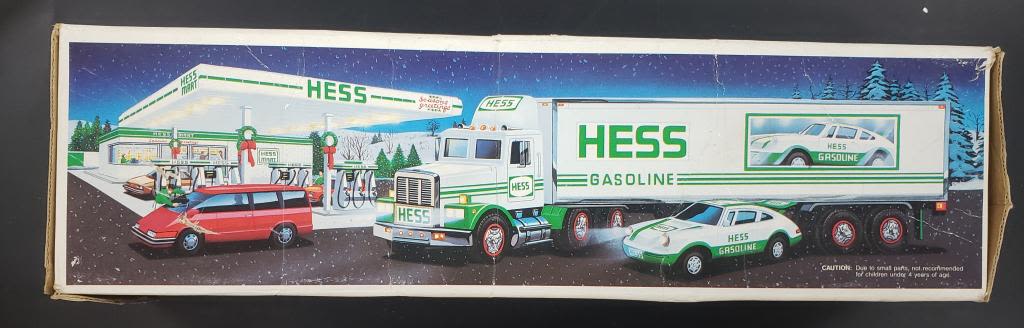 HESS
MART
HESS
Season's
greetings
HESS
MART
HESS
HESS
HESS
HESS
GASOLINE
HESS
GASOLINE
HESS
GASOLINE
CAUTION: Due to small parts, not recommended
for children under 4 years of age.